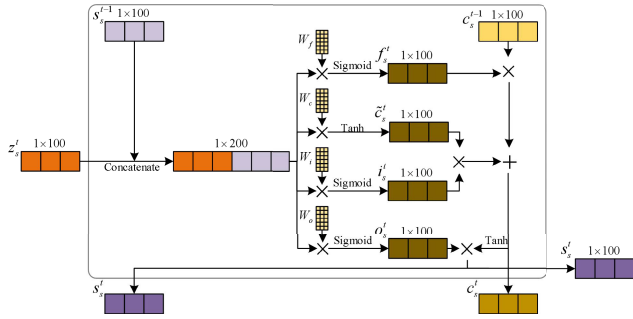 s_s^{t-1} 1×100
c_s^{t-1} 1×100
W_f
Sigmoid
f_s^t 1×100
×
×
W_c
Tanh
c̃_s^t 1×100
×
z_s^t 1×100
Concatenate
1×200
×
+
W_i
Sigmoid
i_s^t 1×100
×
W_o
Sigmoid
o_s^t 1×100
×
×
Tanh
s_s^t 1×100
s_s^t
c_s^t